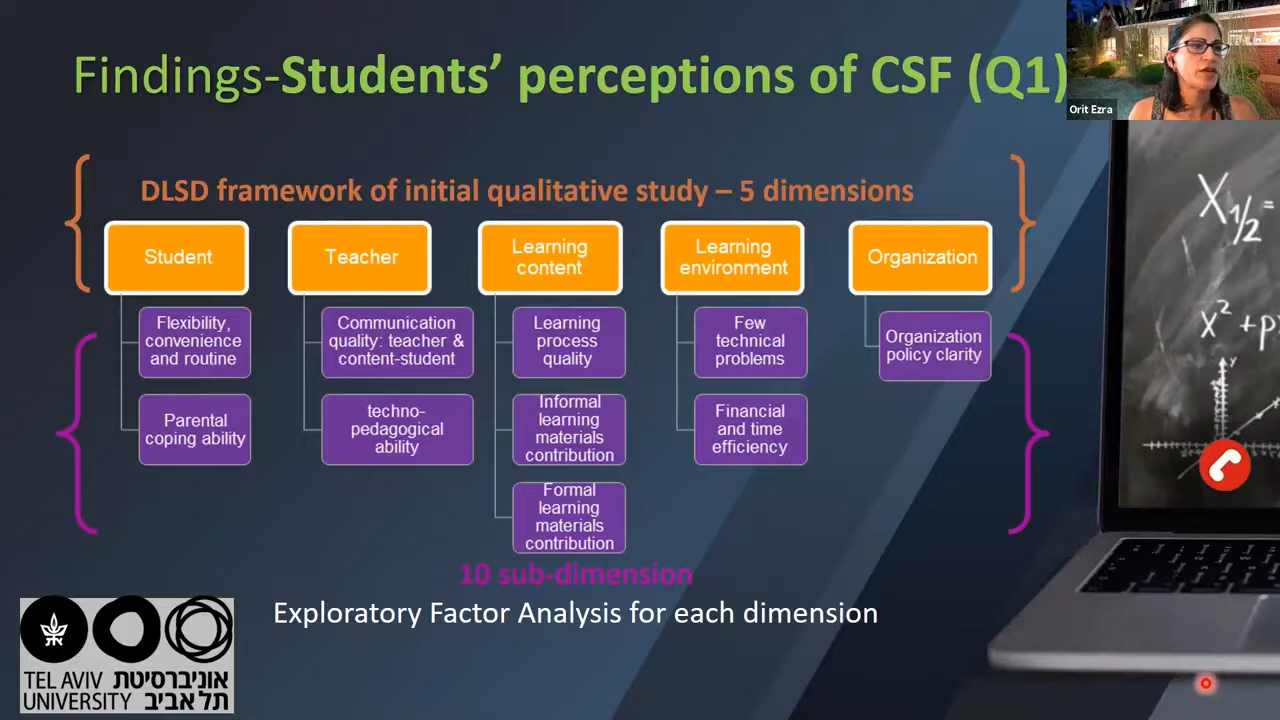 Findings-Students’ perceptions of CSF (Q1)
Orit Ezra
DLSD framework of initial qualitative study – 5 dimensions
Student
Teacher
Learning
content
Learning
environment
Organization
Flexibility,
convenience
and routine
Communication
quality: teacher &
content-student
Learning
process
quality
Few
technical
problems
Organization
policy clarity
Parental
coping ability
techno-
pedagogical
ability
Informal
learning
materials
contribution
Financial
and time
efficiency
Formal
learning
materials
contribution
10 sub-dimension
Exploratory Factor Analysis for each dimension
TEL AVIV אוניברסיטת
UNIVERSITY תל אביב
X1/2 =